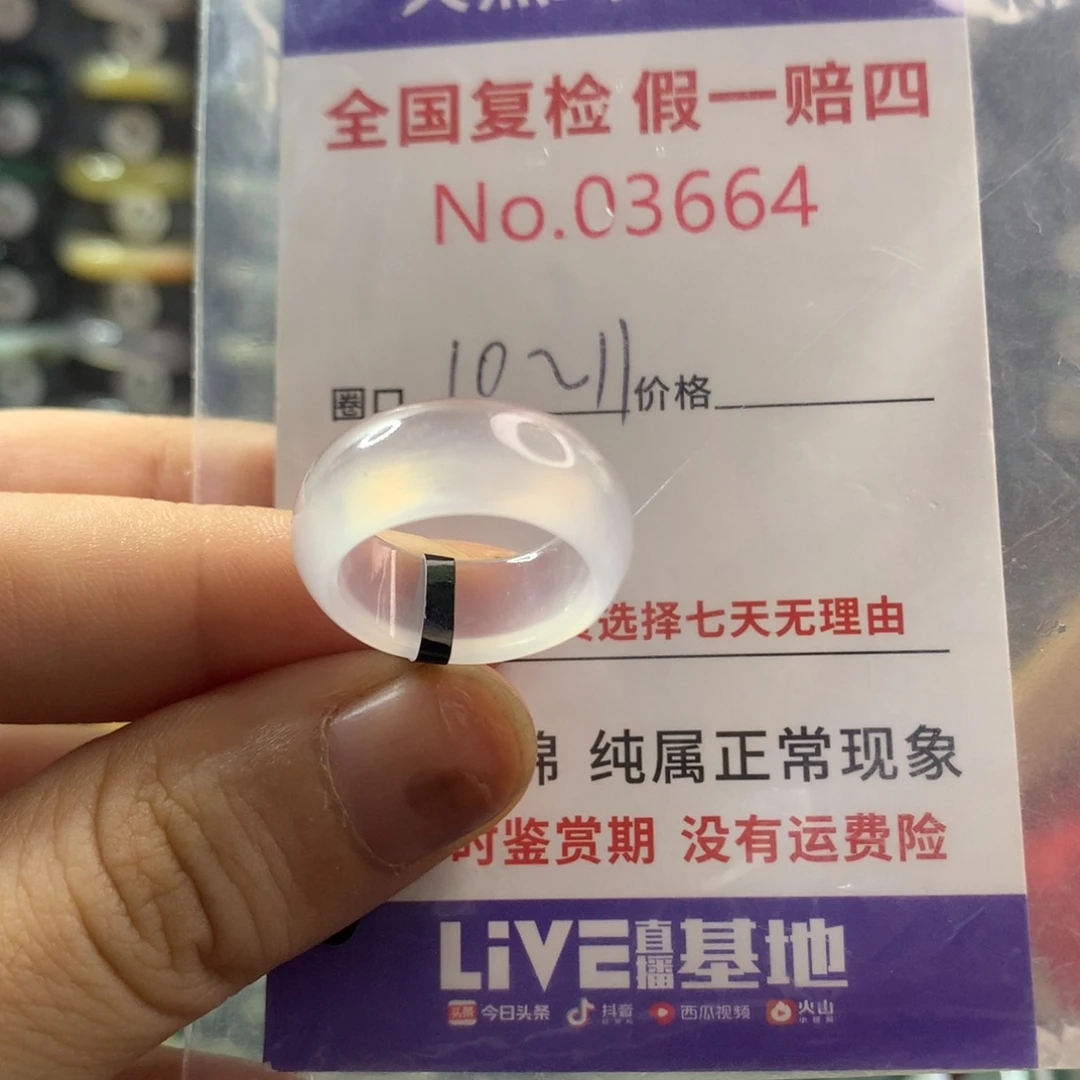 全国复检 假一赔四
No.03664
圈口 10~11 价格
选择七天无理由
棉 纯属正常现象
时鉴赏期 没有运费险
LiVE直播基地
头条 今日头条 抖音 西瓜视频 火山